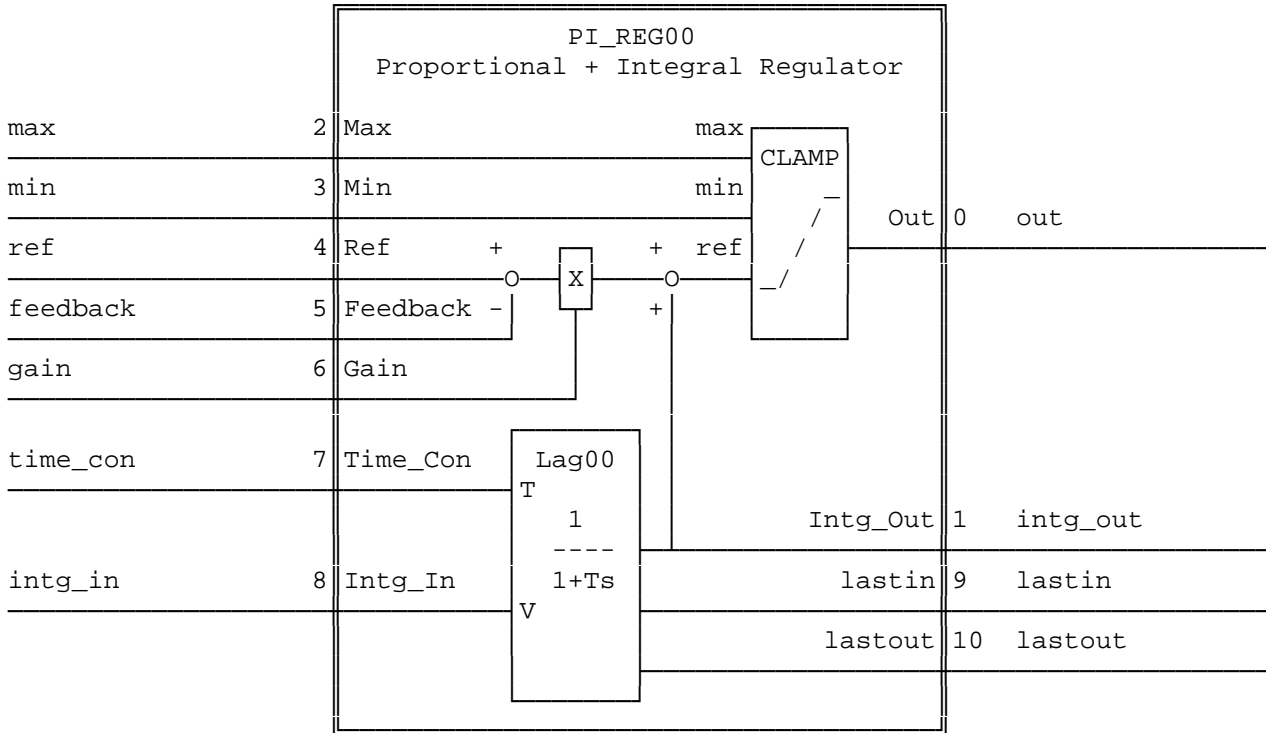 PI_REG00
Proportional + Integral Regulator
max 2 Max max
CLAMP
min 3 Min min _
/ Out 0 out
ref 4 Ref + + ref /
O X O _/
feedback 5 Feedback - +
gain 6 Gain
time_con 7 Time_Con Lag00
T
1 Intg_Out 1 intg_out
----
intg_in 8 Intg_In 1+Ts lastin 9 lastin
V
lastout 10 lastout